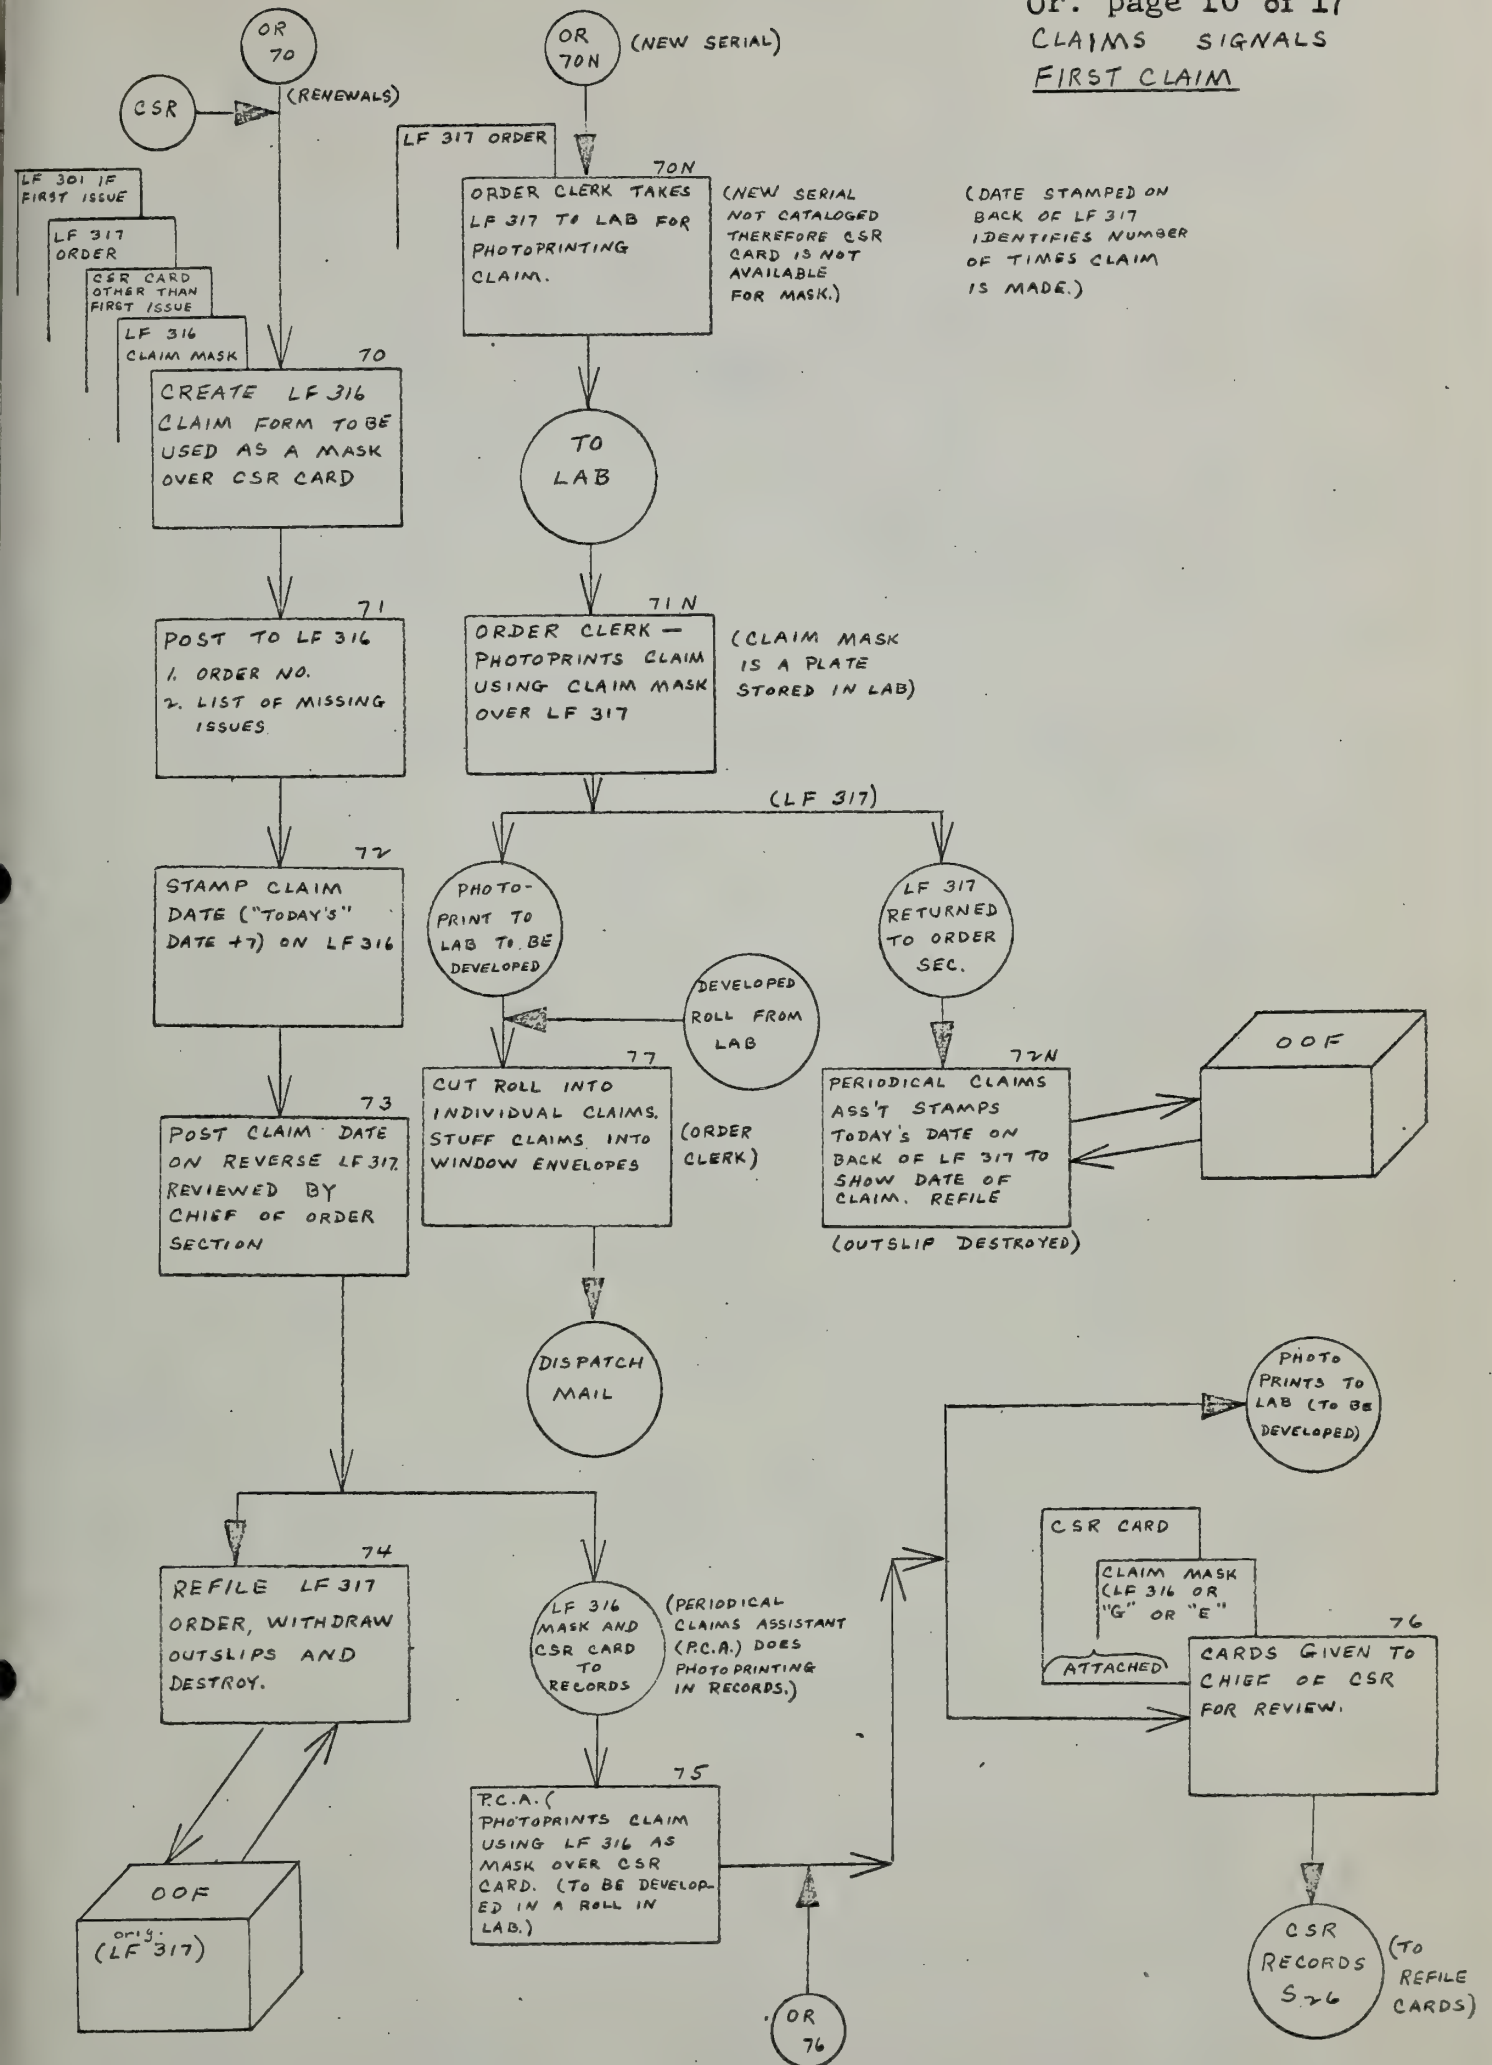 Or. page 10 of 17
CLAIMS SIGNALS
FIRST CLAIM
OR
70
(RENEWALS)
CSR
OR
70N
(NEW SERIAL)
LF 301 IF
FIRST ISSUE
LF 317
ORDER
CSR CARD
OTHER THAN
FIRST ISSUE
LF 316
CLAIM MASK
70
CREATE LF 316
CLAIM FORM TO BE
USED AS A MASK
OVER CSR CARD
LF 317 ORDER
70N
ORDER CLERK TAKES
LF 317 TO LAB FOR
PHOTOPRINTING
CLAIM.
(NEW SERIAL
NOT CATALOGED
THEREFORE CSR
CARD IS NOT
AVAILABLE
FOR MASK.)
(DATE STAMPED ON
BACK OF LF 317
IDENTIFIES NUMBER
OF TIMES CLAIM
IS MADE.)
TO
LAB
71
POST TO LF 316
1. ORDER NO.
2. LIST OF MISSING
ISSUES
71N
ORDER CLERK —
PHOTOPRINTS CLAIM
USING CLAIM MASK
OVER LF 317
(CLAIM MASK
IS A PLATE
STORED IN LAB)
(LF 317)
72
STAMP CLAIM
DATE ("TODAY'S"
DATE +7) ON LF 316
PHOTO-
PRINT TO
LAB TO BE
DEVELOPED
LF 317
RETURNED
TO ORDER
SEC.
DEVELOPED
ROLL FROM
LAB
73
POST CLAIM DATE
ON REVERSE LF 317.
REVIEWED BY
CHIEF OF ORDER
SECTION
77
CUT ROLL INTO
INDIVIDUAL CLAIMS.
STUFF CLAIMS INTO
WINDOW ENVELOPES
(ORDER
CLERK)
72N
PERIODICAL CLAIMS
ASS'T STAMPS
TODAY'S DATE ON
BACK OF LF 317 TO
SHOW DATE OF
CLAIM. REFILE
(OUTSLIP DESTROYED)
OOF
DISPATCH
MAIL
74
REFILE LF 317
ORDER, WITHDRAW
OUTSLIPS AND
DESTROY.
OOF
orig.
(LF 317)
LF 316
MASK AND
CSR CARD
TO
RECORDS
(PERIODICAL
CLAIMS ASSISTANT
(P.C.A.) DOES
PHOTOPRINTING
IN RECORDS.)
75
P.C.A. (
PHOTOPRINTS CLAIM
USING LF 316 AS
MASK OVER CSR
CARD. (TO BE DEVELOP-
ED IN A ROLL IN
LAB.)
OR
76
PHOTO
PRINTS TO
LAB (TO BE
DEVELOPED)
CSR CARD
CLAIM MASK
(LF 316 OR
"G" OR "E"
ATTACHED
76
CARDS GIVEN TO
CHIEF OF CSR
FOR REVIEW.
CSR
RECORDS
S.26
(TO
REFILE
CARDS)